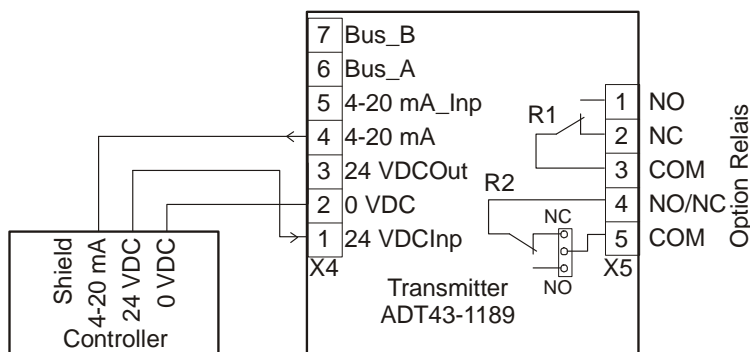 7 Bus_B
6 Bus_A
5 4-20 mA_Inp
4 4-20 mA
3 24 VDCOut
2 0 VDC
1 24 VDCInp
X4
R1
R2
NC
NO
1 NO
2 NC
3 COM
4 NO/NC
5 COM
X5
Option Relais
Transmitter
ADT43-1189
Shield
4-20 mA
24 VDC
0 VDC
Controller